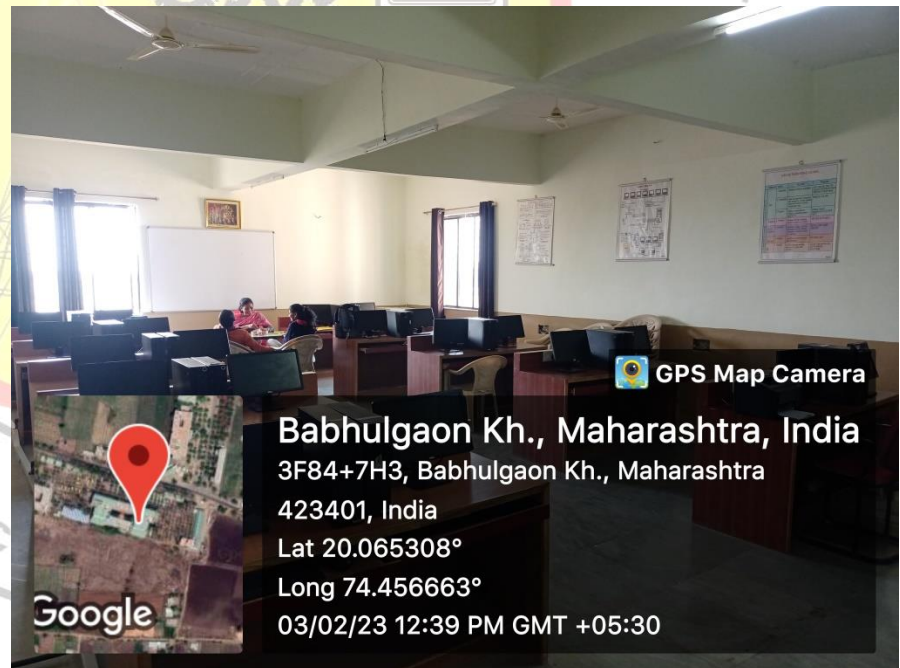 GPS Map Camera
Babhulgaon Kh., Maharashtra, India
3F84+7H3, Babhulgaon Kh., Maharashtra
423401, India
Lat 20.065308°
Long 74.456663°
03/02/23 12:39 PM GMT +05:30
Google